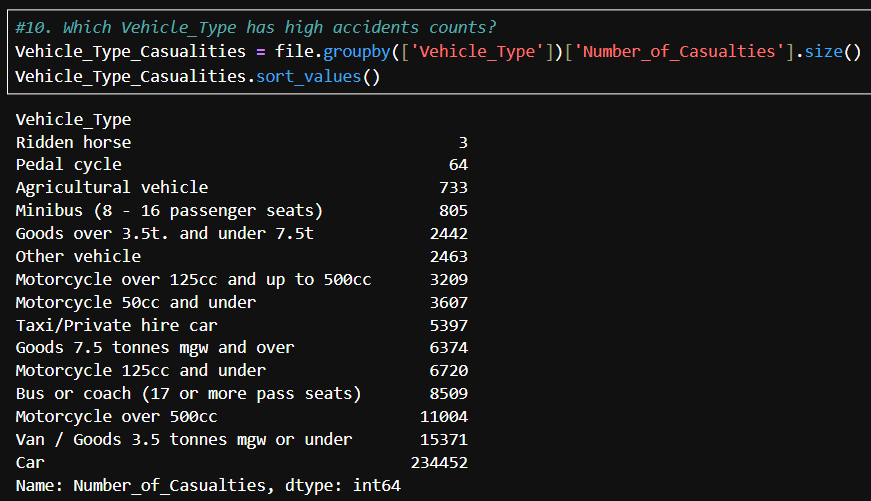 #10. Which Vehicle_Type has high accidents counts?
Vehicle_Type_Casualities = file.groupby(['Vehicle_Type'])['Number_of_Casualties'].size()
Vehicle_Type_Casualities.sort_values()
Vehicle_Type
Ridden horse 3
Pedal cycle 64
Agricultural vehicle 733
Minibus (8 - 16 passenger seats) 805
Goods over 3.5t. and under 7.5t 2442
Other vehicle 2463
Motorcycle over 125cc and up to 500cc 3209
Motorcycle 50cc and under 3607
Taxi/Private hire car 5397
Goods 7.5 tonnes mgw and over 6374
Motorcycle 125cc and under 6720
Bus or coach (17 or more pass seats) 8509
Motorcycle over 500cc 11004
Van / Goods 3.5 tonnes mgw or under 15371
Car 234452
Name: Number_of_Casualties, dtype: int64